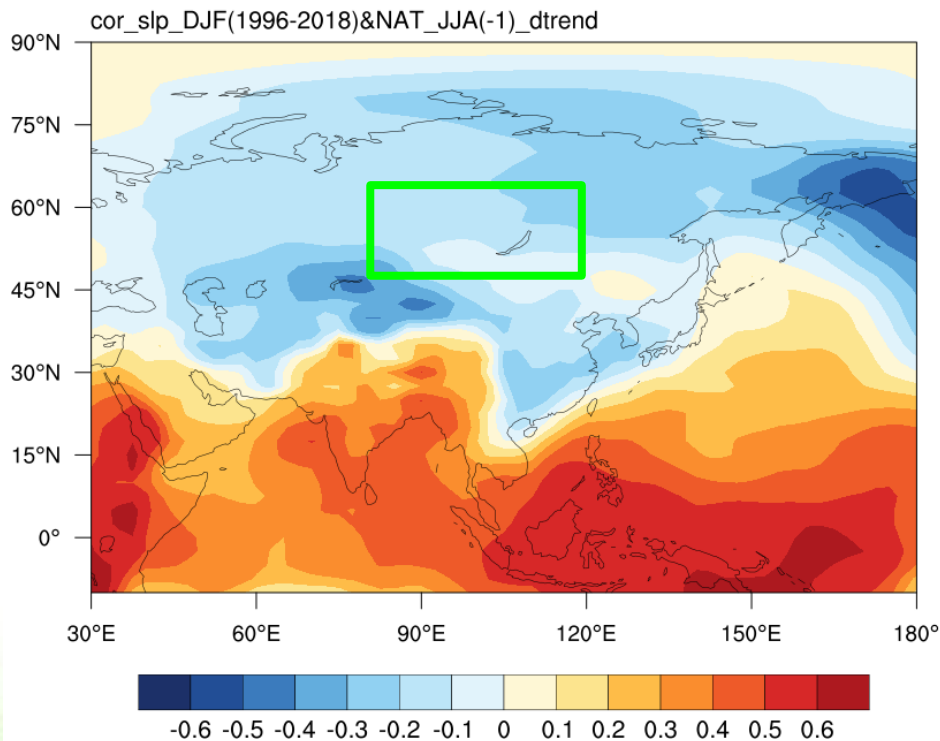 cor_slp_DJF(1996-2018)&NAT_JJA(-1)_dtrend
90°N
75°N
60°N
45°N
30°N
15°N
0°
30°E 60°E 90°E 120°E 150°E 180°
-0.6 -0.5 -0.4 -0.3 -0.2 -0.1 0 0.1 0.2 0.3 0.4 0.5 0.6